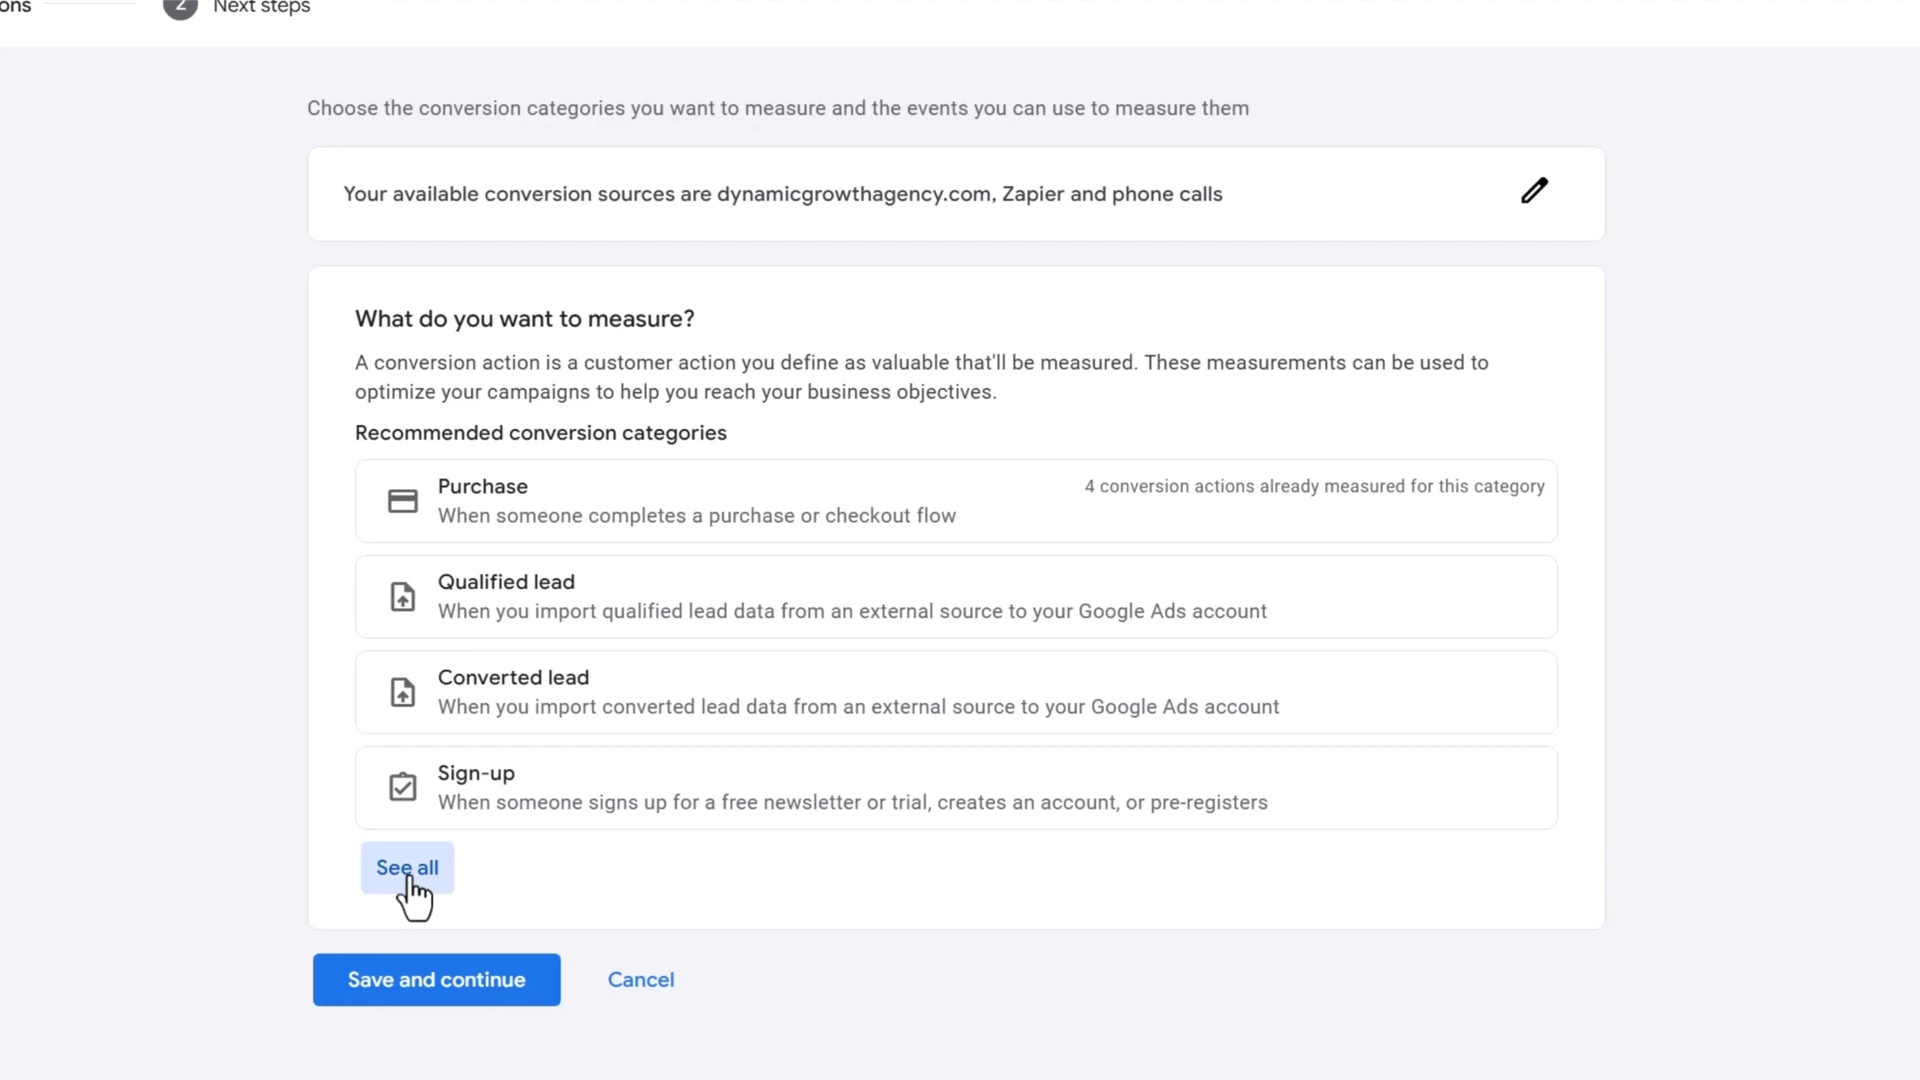 ons
2 Next steps
Choose the conversion categories you want to measure and the events you can use to measure them
Your available conversion sources are dynamicgrowthagency.com, Zapier and phone calls
What do you want to measure?
A conversion action is a customer action you define as valuable that'll be measured. These measurements can be used to
optimize your campaigns to help you reach your business objectives.
Recommended conversion categories
Purchase
4 conversion actions already measured for this category
When someone completes a purchase or checkout flow
Qualified lead
When you import qualified lead data from an external source to your Google Ads account
Converted lead
When you import converted lead data from an external source to your Google Ads account
Sign-up
When someone signs up for a free newsletter or trial, creates an account, or pre-registers
See all
Save and continue
Cancel